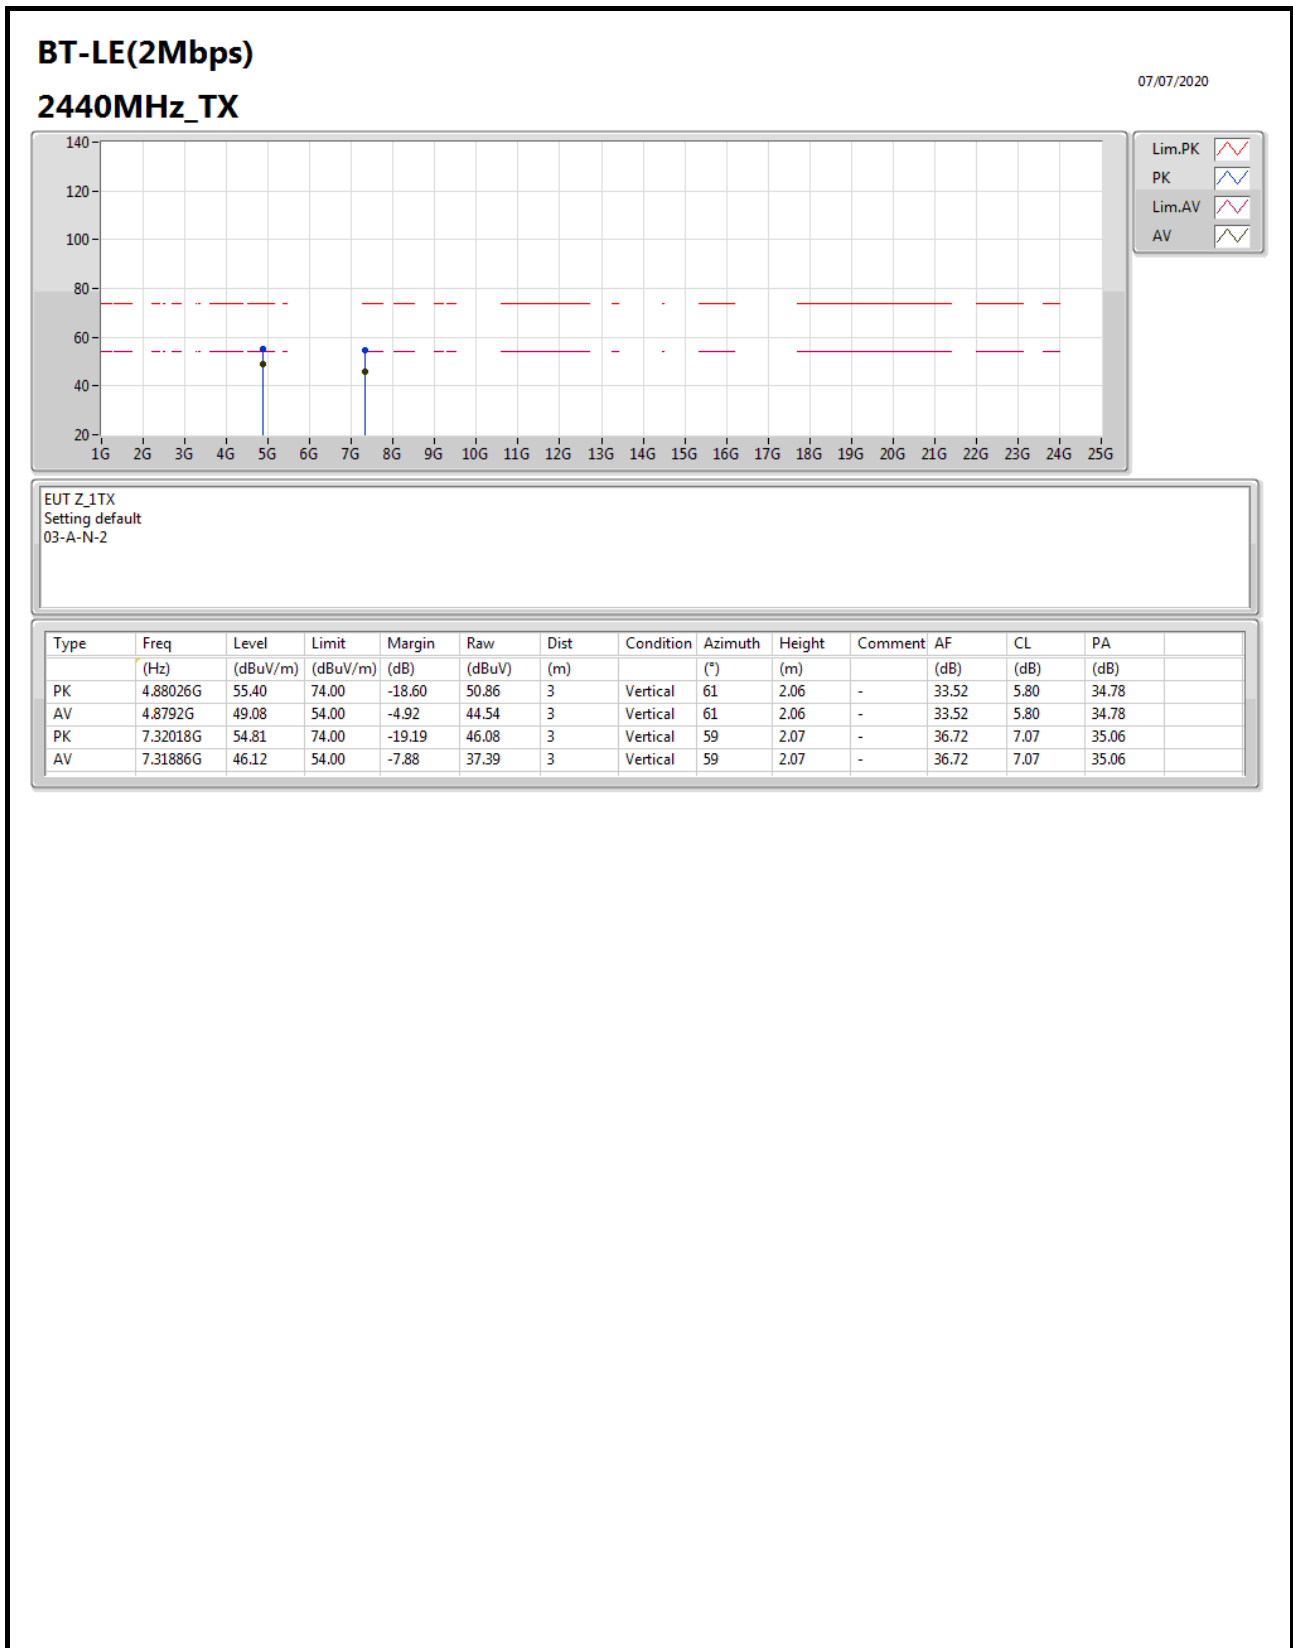 BT-LE(2Mbps)
07/07/2020
2440MHz_TX
140
120
100
80
60
40
20
1G 2G 3G 4G 5G 6G 7G 8G 9G 10G 11G 12G 13G 14G 15G 16G 17G 18G 19G 20G 21G 22G 23G 24G 25G
Lim.PK
PK
Lim.AV
AV
EUT Z_1TX
Setting default
03-A-N-2
Type Freq Level Limit Margin Raw Dist Condition Azimuth Height Comment AF CL PA
(Hz) (dBuV/m) (dBuV/m) (dB) (dBuV) (m) (°) (m) (dB) (dB) (dB)
PK 4.88026G 55.40 74.00 -18.60 50.86 3 Vertical 61 2.06 - 33.52 5.80 34.78
AV 4.8792G 49.08 54.00 -4.92 44.54 3 Vertical 61 2.06 - 33.52 5.80 34.78
PK 7.32018G 54.81 74.00 -19.19 46.08 3 Vertical 59 2.07 - 36.72 7.07 35.06
AV 7.31886G 46.12 54.00 -7.88 37.39 3 Vertical 59 2.07 - 36.72 7.07 35.06